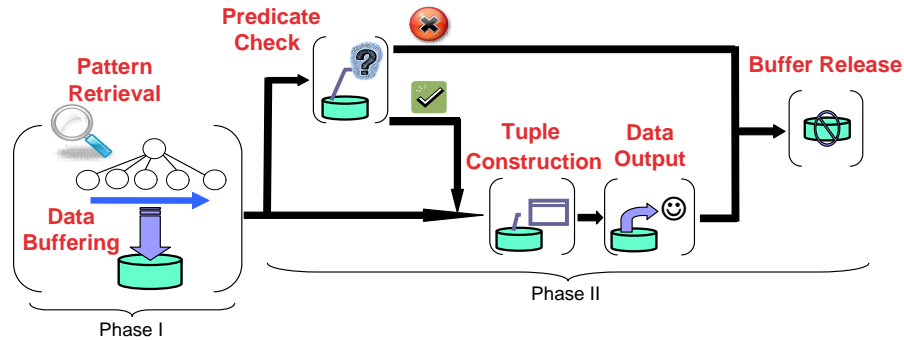 Predicate
Check
Pattern
Retrieval
Buffer Release
Tuple
Construction
Data
Output
Data
Buffering
?
Phase I
Phase II